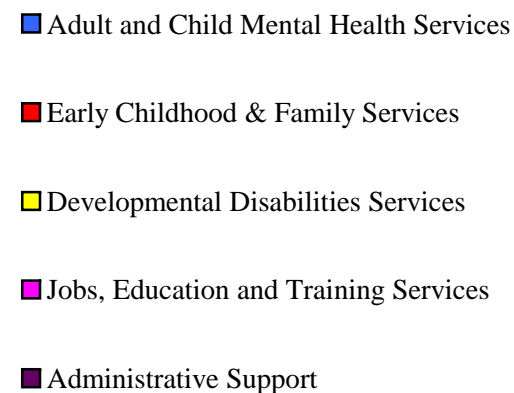 Adult and Child Mental Health Services
Early Childhood & Family Services
Developmental Disabilities Services
Jobs, Education and Training Services
Administrative Support